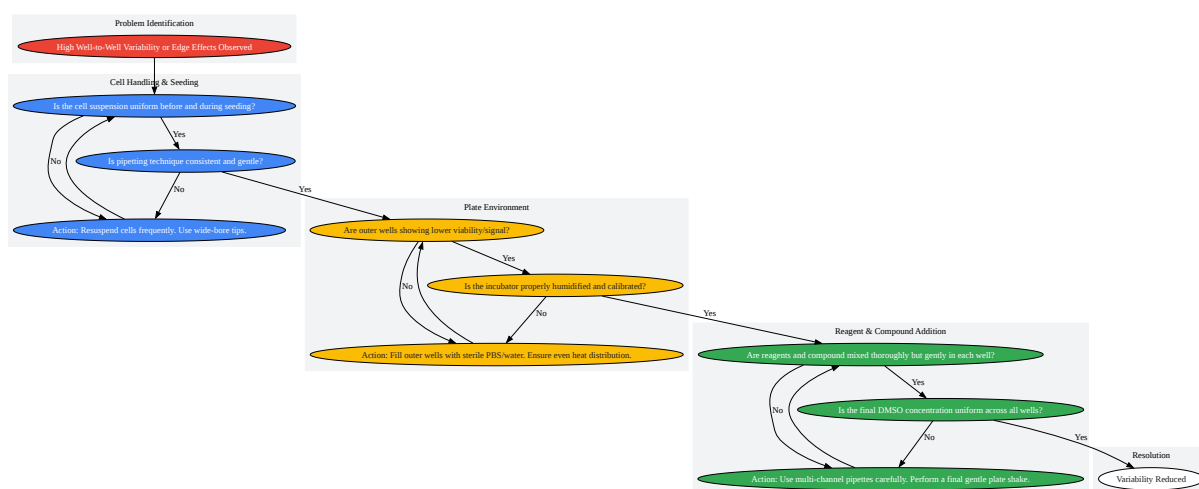 Problem Identification
High Well-to-Well Variability or Edge Effects Observed
Cell Handling & Seeding
Is the cell suspension uniform before and during seeding?
Yes
No
Is pipetting technique consistent and gentle?
No
Yes
Action: Resuspend cells frequently. Use wide-bore tips.
Plate Environment
Are outer wells showing lower viability/signal?
Yes
No
Is the incubator properly humidified and calibrated?
No
Yes
Action: Fill outer wells with sterile PBS/water. Ensure even heat distribution.
Reagent & Compound Addition
Are reagents and compound mixed thoroughly but gently in each well?
Yes
No
Is the final DMSO concentration uniform across all wells?
No
Yes
Action: Use multi-channel pipettes carefully. Perform a final gentle plate shake.
Resolution
Variability Reduced